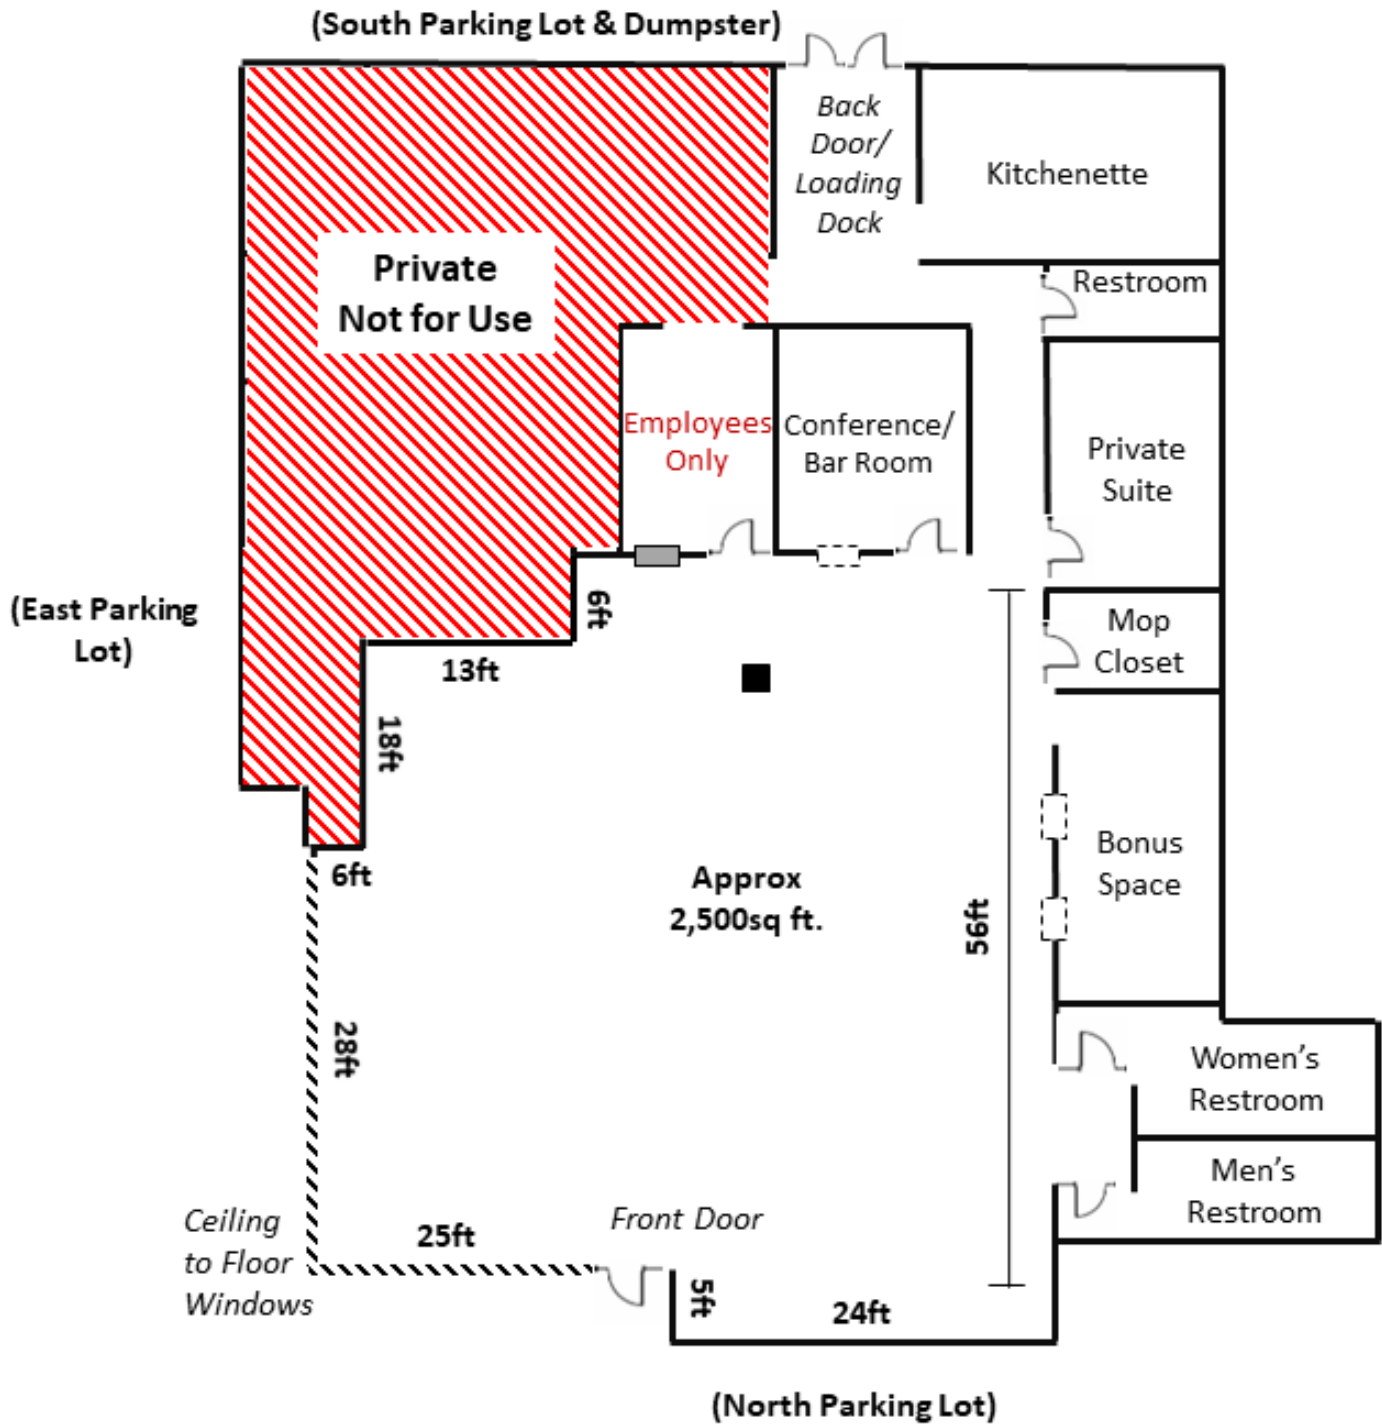 (South Parking Lot & Dumpster)
Back
Door/
Loading
Dock
Kitchenette
Private
Not for Use
Restroom
Employees
Only
Conference/
Bar Room
Private
Suite
(East Parking
Lot)
6ft
Mop
Closet
13ft
18ft
6ft
Approx
2,500sq ft.
56ft
Bonus
Space
28ft
Women's
Restroom
Men's
Restroom
Ceiling
to Floor
Windows
25ft
Front Door
5ft
24ft
(North Parking Lot)